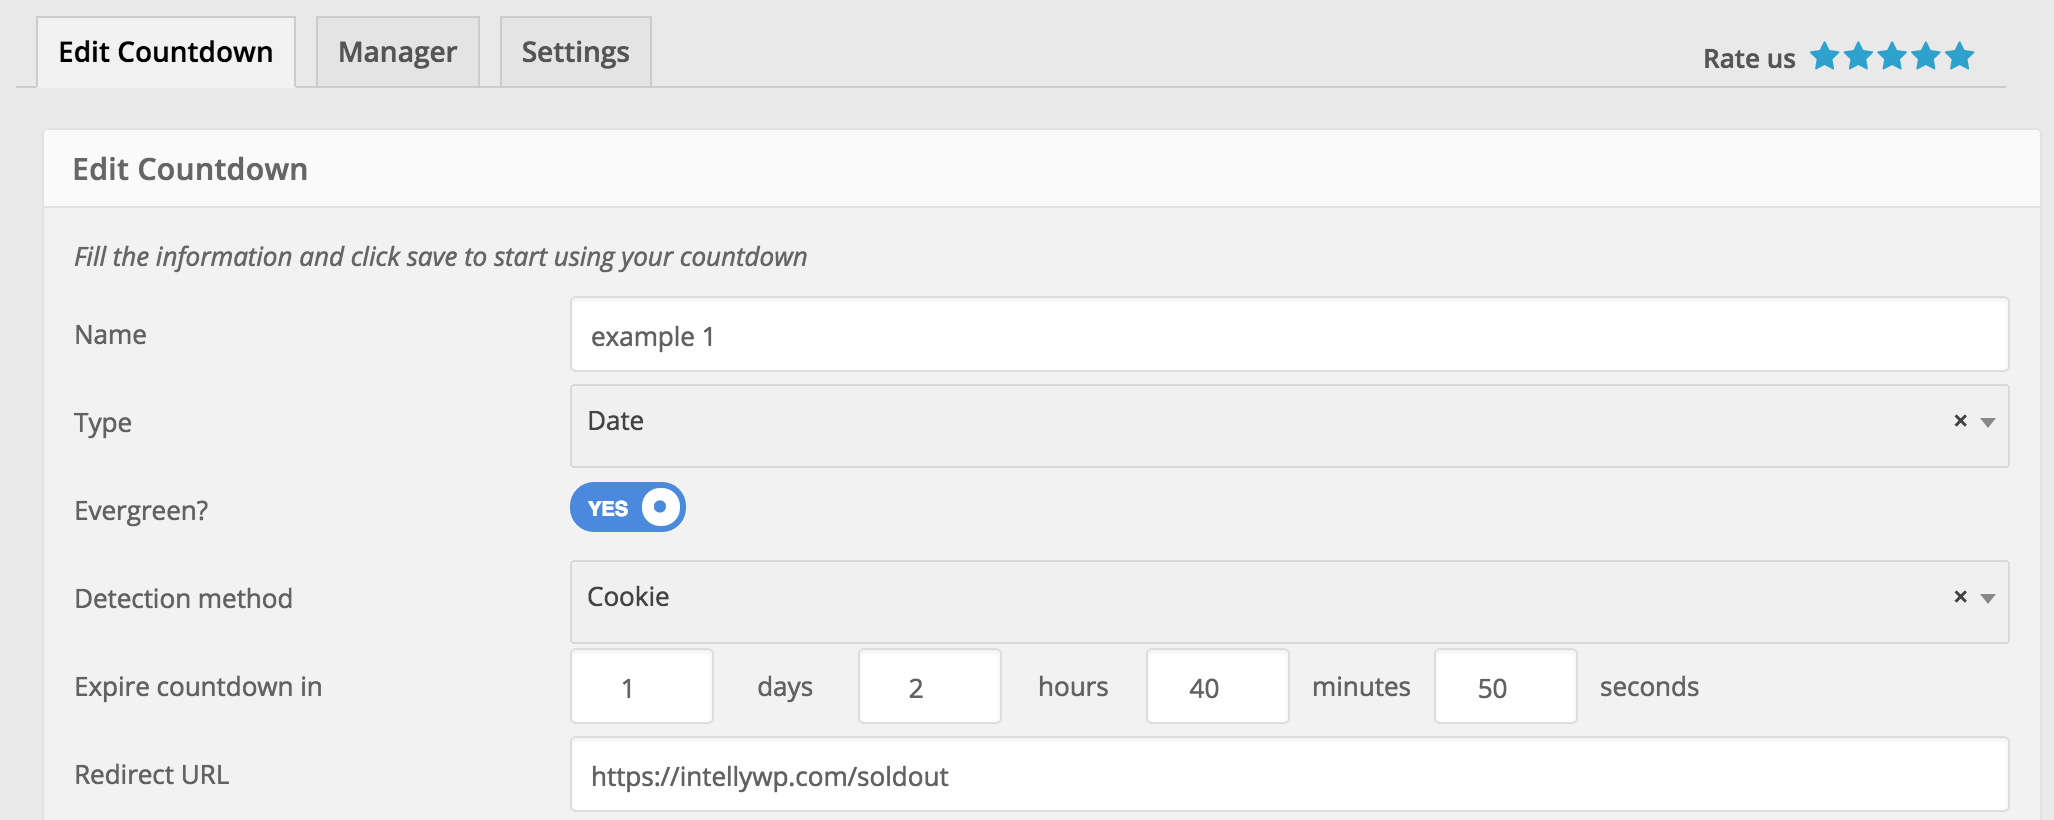 Edit Countdown Manager Settings Rate us
Edit Countdown
Fill the information and click save to start using your countdown
Name example 1
Type Date × 
Evergreen? YES
Detection method Cookie ×
Expire countdown in 1 days 2 hours 40 minutes 50 seconds
Redirect URL https://intellywp.com/soldout